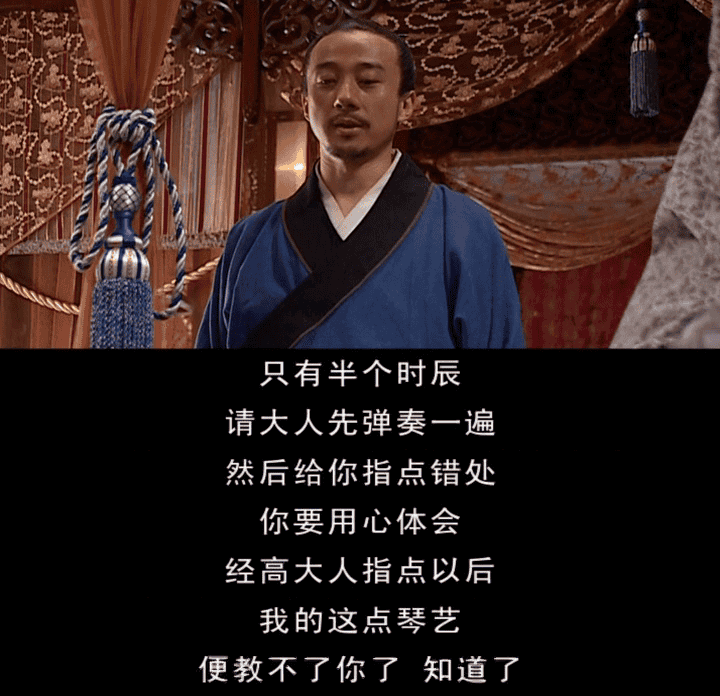 只有半个时辰
请大人先弹奏一遍
然后给你指点错处
你要用心体会
经高大人指点以后
我的这点琴艺
便教不了你了 知道了